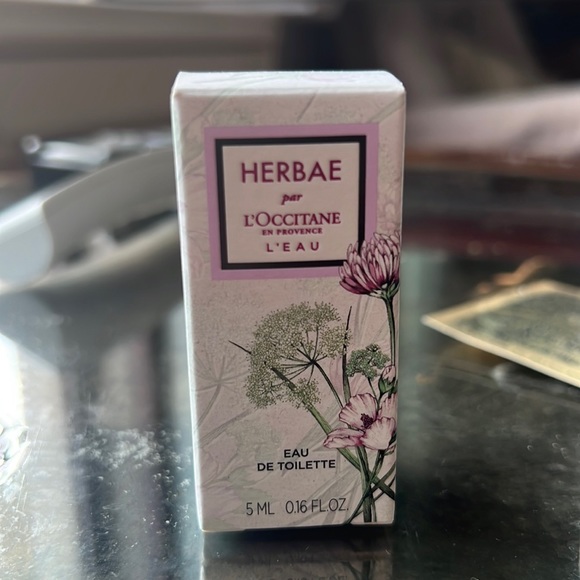 HERBAE
par
L'OCCITANE
EN PROVENCE
L'EAU
EAU
DE TOILETTE
5 ML 0.16 FL.OZ.